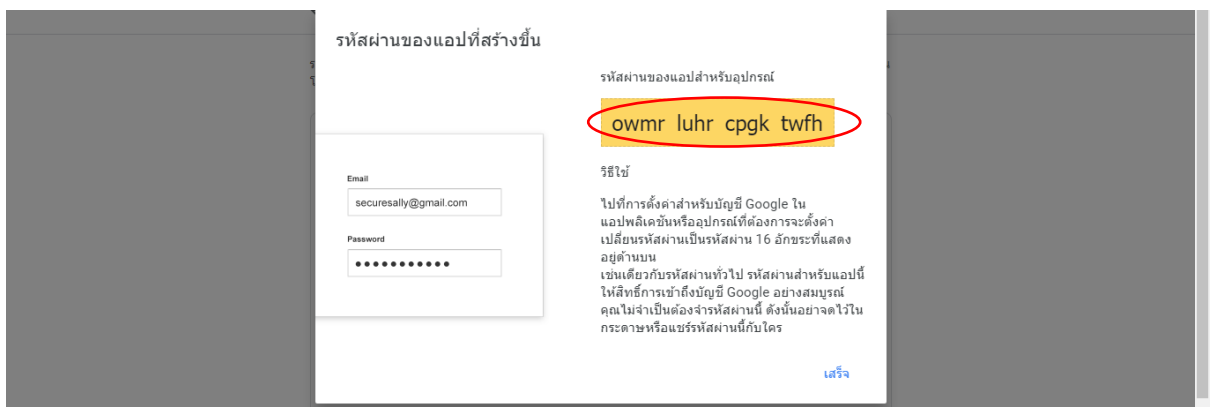 รหัสผ่านของแอปที่สร้างขึ้น
รหัสผ่านของแอปสำหรับอุปกรณ์
owmr luhr cpgk twfh
Email
securesally@gmail.com
Password
•••••••••••
วิธีใช้
ไปที่การตั้งค่าสำหรับบัญชี Google ใน
แอปพลิเคชันหรืออุปกรณ์ที่ต้องการจะตั้งค่า
เปลี่ยนรหัสผ่านเป็นรหัสผ่าน 16 อักขระที่แสดง
อยู่ด้านบน
เช่นเดียวกับรหัสผ่านทั่วไป รหัสผ่านสำหรับแอปนี้
ให้สิทธิ์การเข้าถึงบัญชี Google อย่างสมบูรณ์
คุณไม่จำเป็นต้องจำรหัสผ่านนี้ ดังนั้นอย่าจดไว้ใน
กระดาษหรือแชร์รหัสผ่านนี้กับใคร
เสร็จ